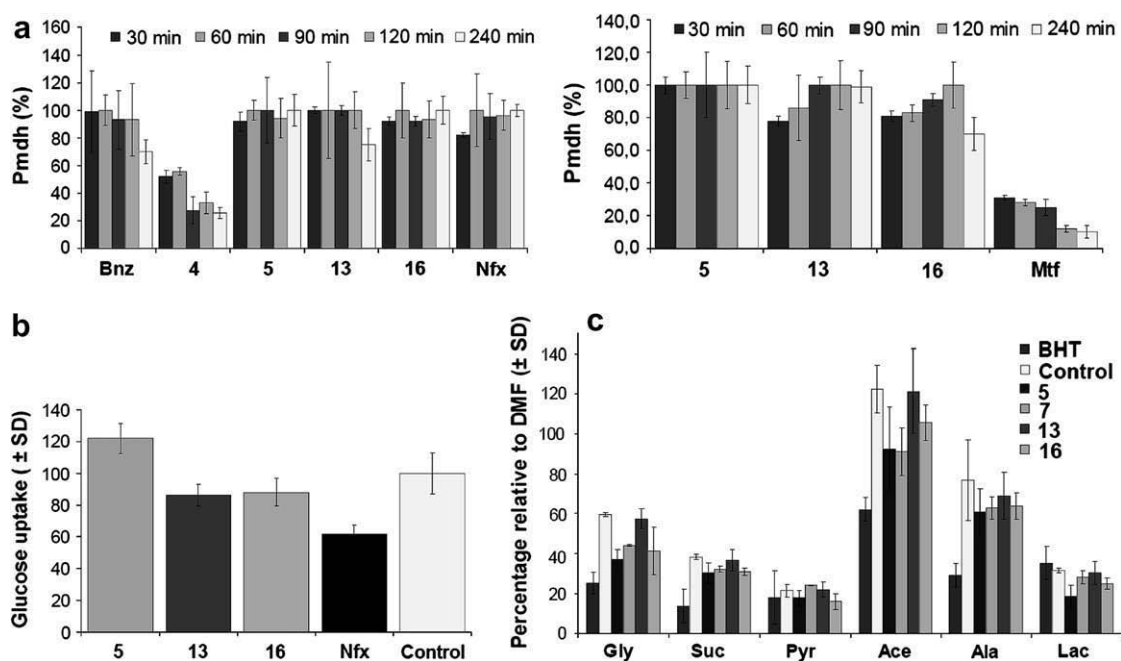 a
Pmdh (%)
160
140
120
100
80
60
40
20
0
30 min 60 min 90 min 120 min 240 min
Bnz 4 5 13 16 Nfx
Pmdh (%)
140,0
120,0
100,0
80,0
60,0
40,0
20,0
0,0
30 min 60 min 90 min 120 min 240 min
5 13 16 Mtf
b
Glucose uptake ( ± SD)
140
120
100
80
60
40
20
0
5 13 16 Nfx Control
c
Percentage relative to DMF (± SD)
140
120
100
80
60
40
20
0
BHT
Control
5
7
13
16
Gly Suc Pyr Ace Ala Lac